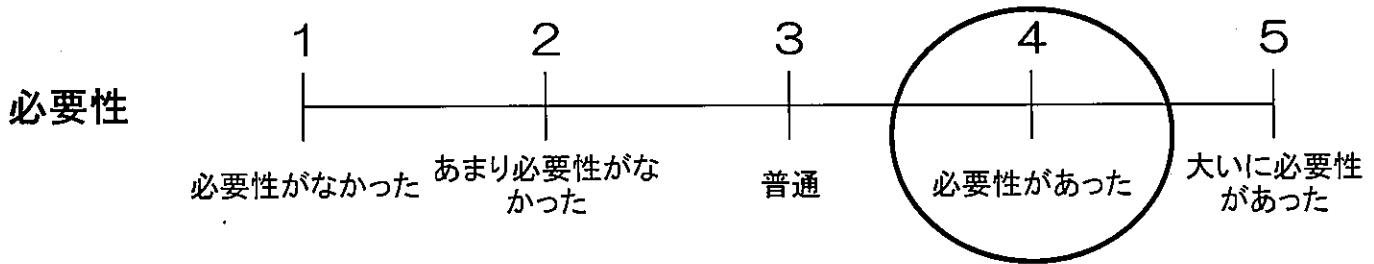 1 2 3 4 5
必要性
必要性がなかった
あまり必要性がな
かった
普通
必要性があった
大いに必要性
があった